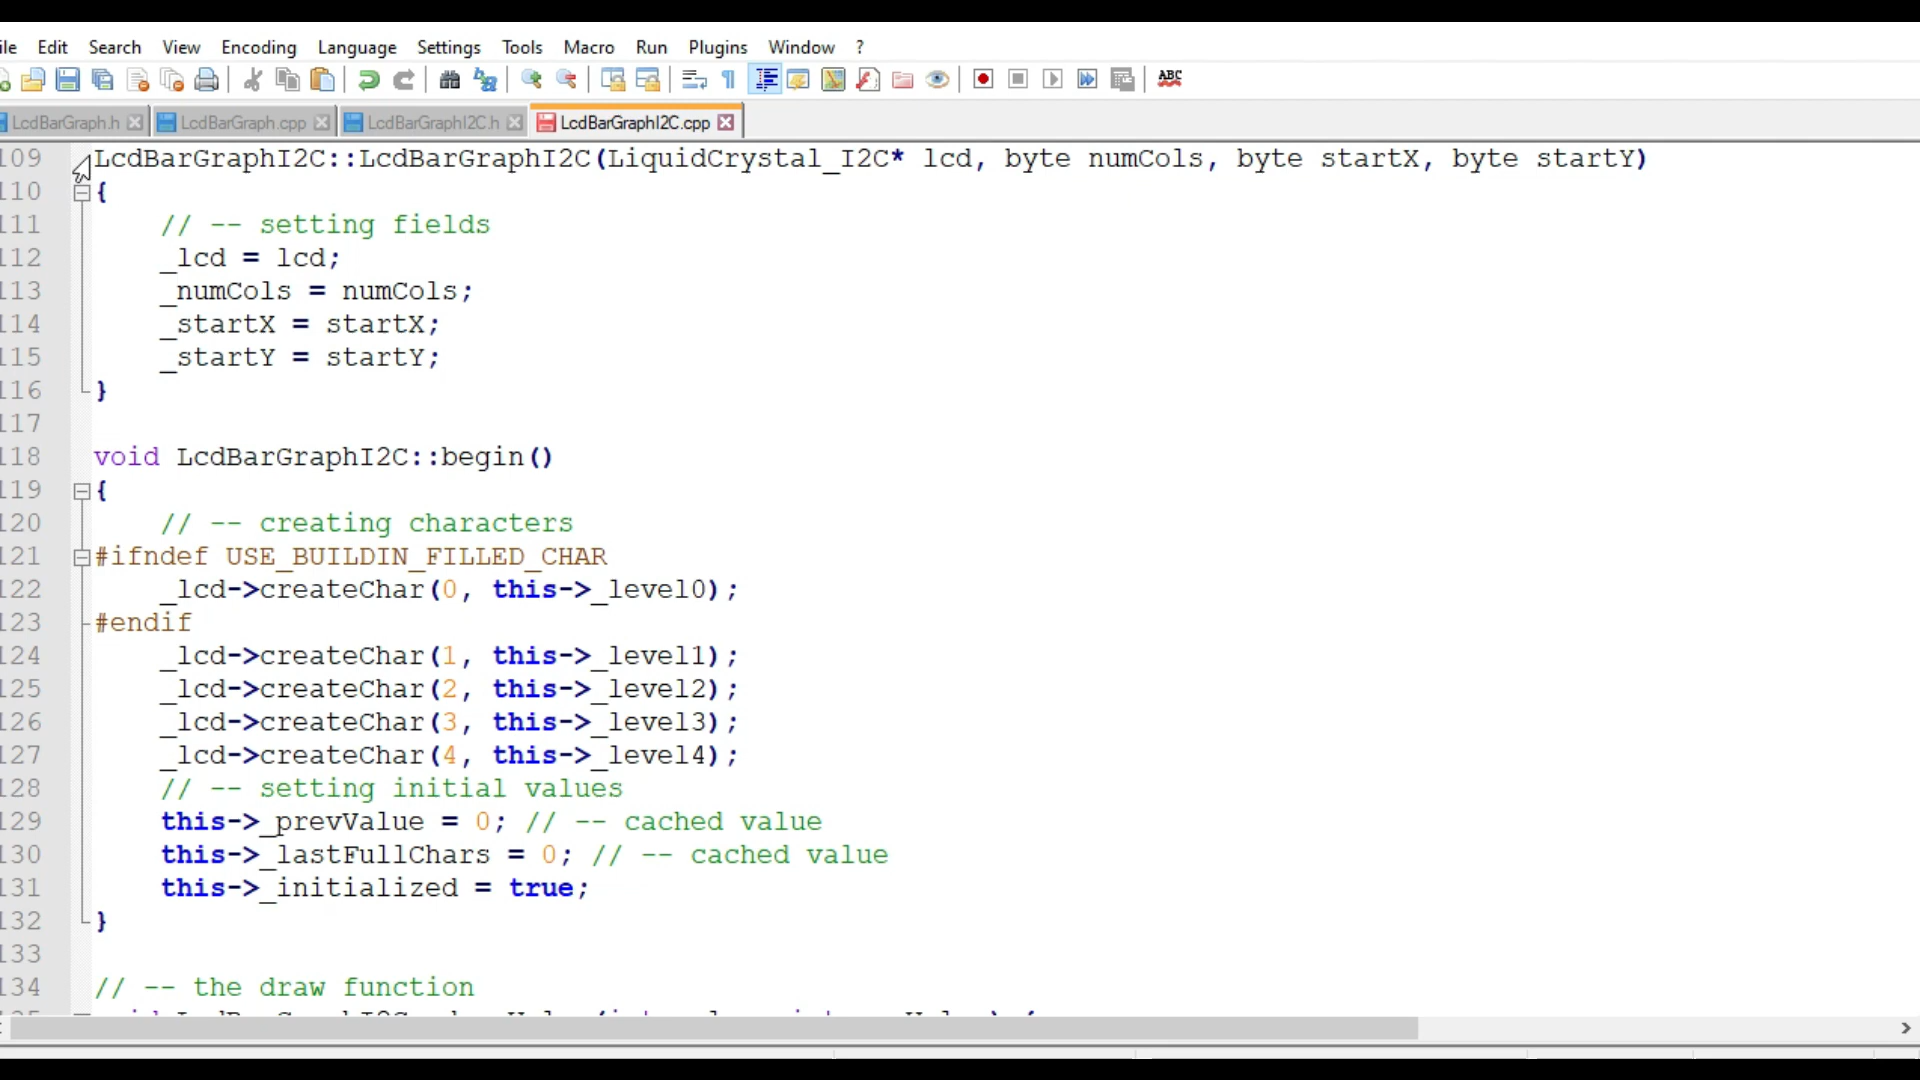 ile Edit Search View Encoding Language Settings Tools Macro Run Plugins Window ?
ABC
LcdBarGraph.h LcdBarGraph.cpp LcdBarGraphI2C.h LcdBarGraphI2C.cpp
109 LcdBarGraphI2C::LcdBarGraphI2C(LiquidCrystal_I2C* lcd, byte numCols, byte startX, byte startY)
110 {
111 // -- setting fields
112 _lcd = lcd;
113 _numCols = numCols;
114 _startX = startX;
115 _startY = startY;
116 }
117
118 void LcdBarGraphI2C::begin()
119 {
120 // -- creating characters
121 #ifndef USE_BUILDIN_FILLED_CHAR
122 _lcd->createChar(0, this->_level0);
123 #endif
124 _lcd->createChar(1, this->_level1);
125 _lcd->createChar(2, this->_level2);
126 _lcd->createChar(3, this->_level3);
127 _lcd->createChar(4, this->_level4);
128 // -- setting initial values
129 this->_prevValue = 0; // -- cached value
130 this->_lastFullChars = 0; // -- cached value
131 this->_initialized = true;
132 }
133
134 // -- the draw function